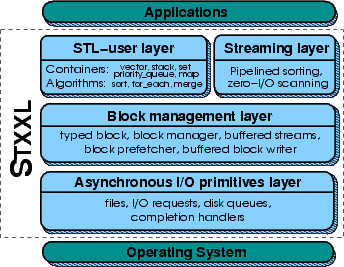 Applications
STXXL
STL-user layer
Containers: vector, stack, set
priority_queue, map
Algorithms: sort, for_each, merge
Streaming layer
Pipelined sorting,
zero-I/O scanning
Block management layer
typed block, block manager, buffered streams,
block prefetcher, buffered block writer
Asynchronous I/O primitives layer
files, I/O requests, disk queues,
completion handlers
Operating System